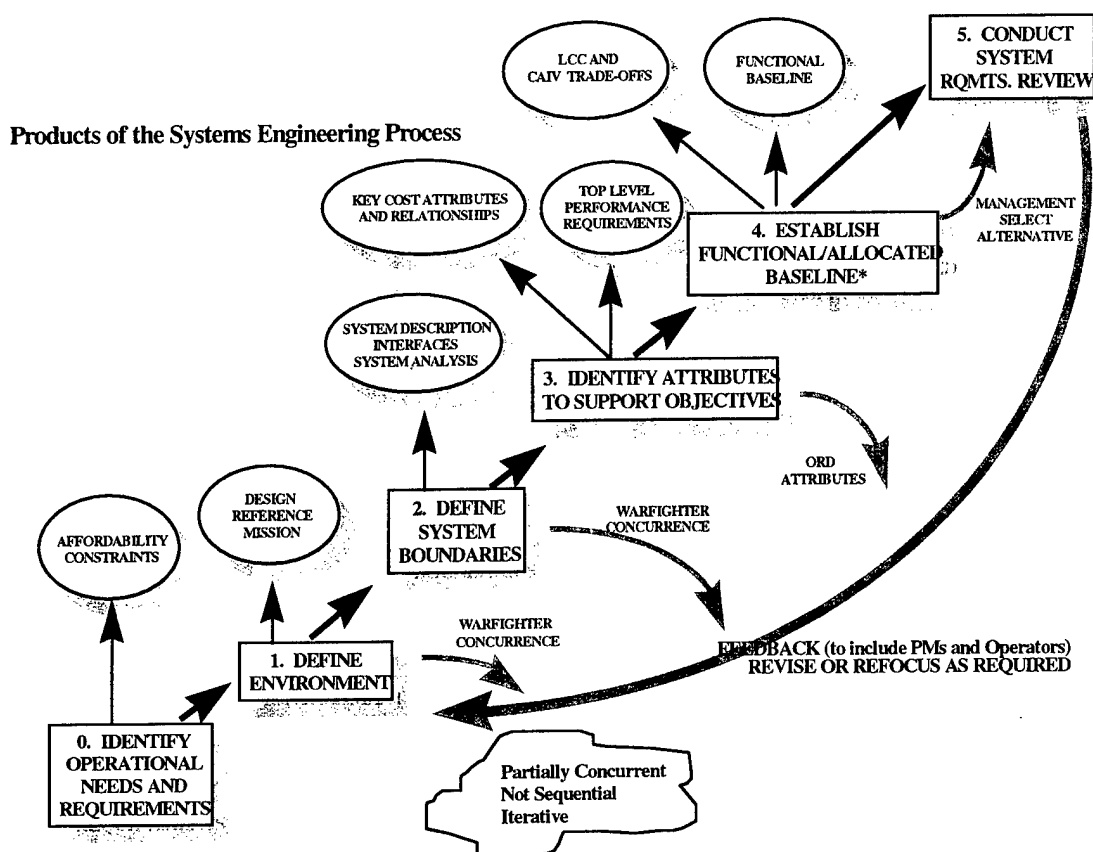 5. CONDUCT
SYSTEM
RQMTS. REVIEW
LCC AND
CAIV TRADE-OFFS
FUNCTIONAL
BASELINE
Products of the Systems Engineering Process
KEY COST ATTRIBUTES
AND RELATIONSHIPS
TOP LEVEL
PERFORMANCE
REQUIREMENTS
MANAGEMENT
SELECT
ALTERNATIVE
4. ESTABLISH
FUNCTIONAL/ALLOCATED
BASELINE*
SYSTEM DESCRIPTION
INTERFACES
SYSTEM ANALYSIS
3. IDENTIFY ATTRIBUTES
TO SUPPORT OBJECTIVES
ORD
ATTRIBUTES
DESIGN
REFERENCE
MISSION
2. DEFINE
SYSTEM
BOUNDARIES
WARFIGHTER
CONCURRENCE
AFFORDABILITY
CONSTRAINTS
WARFIGHTER
CONCURRENCE
1. DEFINE
ENVIRONMENT
FEEDBACK (to include PMs and Operators)
REVISE OR REFOCUS AS REQUIRED
0. IDENTIFY
OPERATIONAL
NEEDS AND
REQUIREMENTS
Partially Concurrent
Not Sequential
Iterative